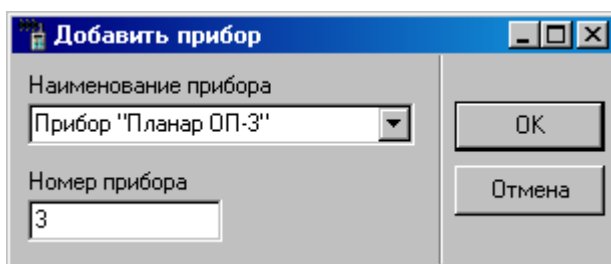 Добавить прибор
Наименование прибора
Прибор "Планар ОП-3"
OK
Номер прибора
3
Отмена